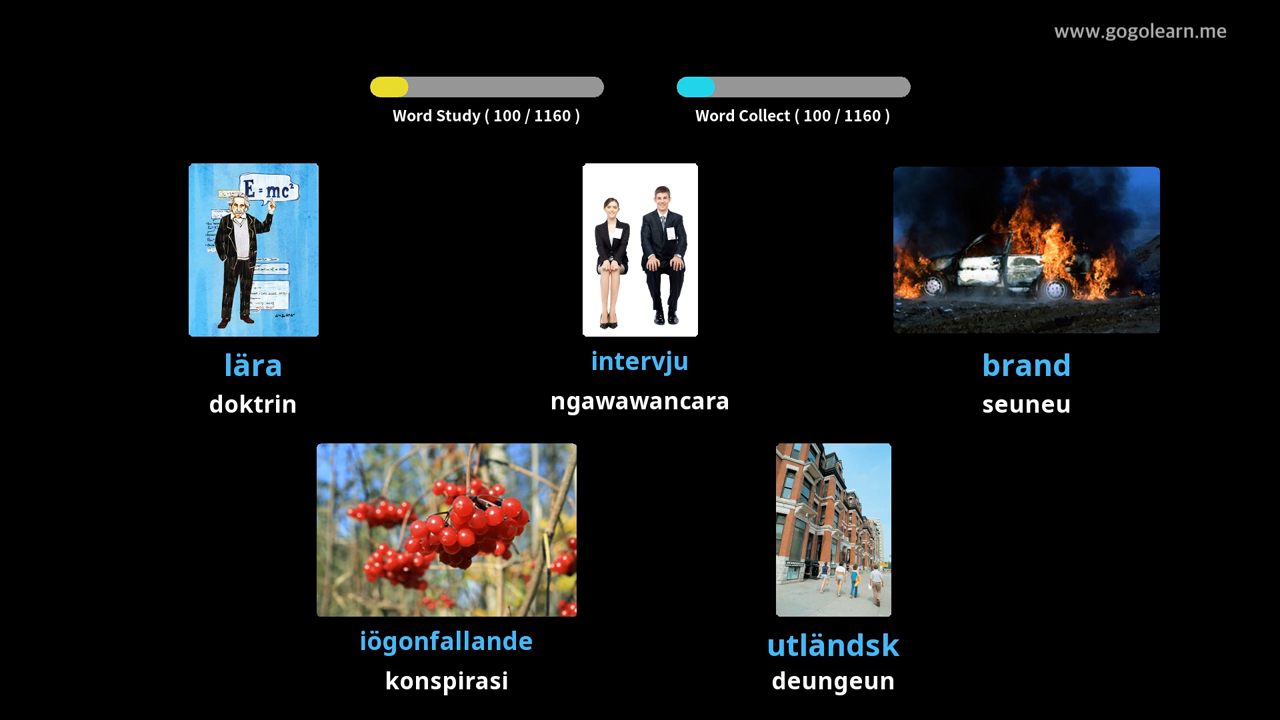 www.gogolearn.me
Word Study ( 100 / 1160 )
Word Collect ( 100 / 1160 )
E=mc²
lära
doktrin
intervju
ngawawancara
brand
seuneu
iögonfallande
konspirasi
utländsk
deungeun